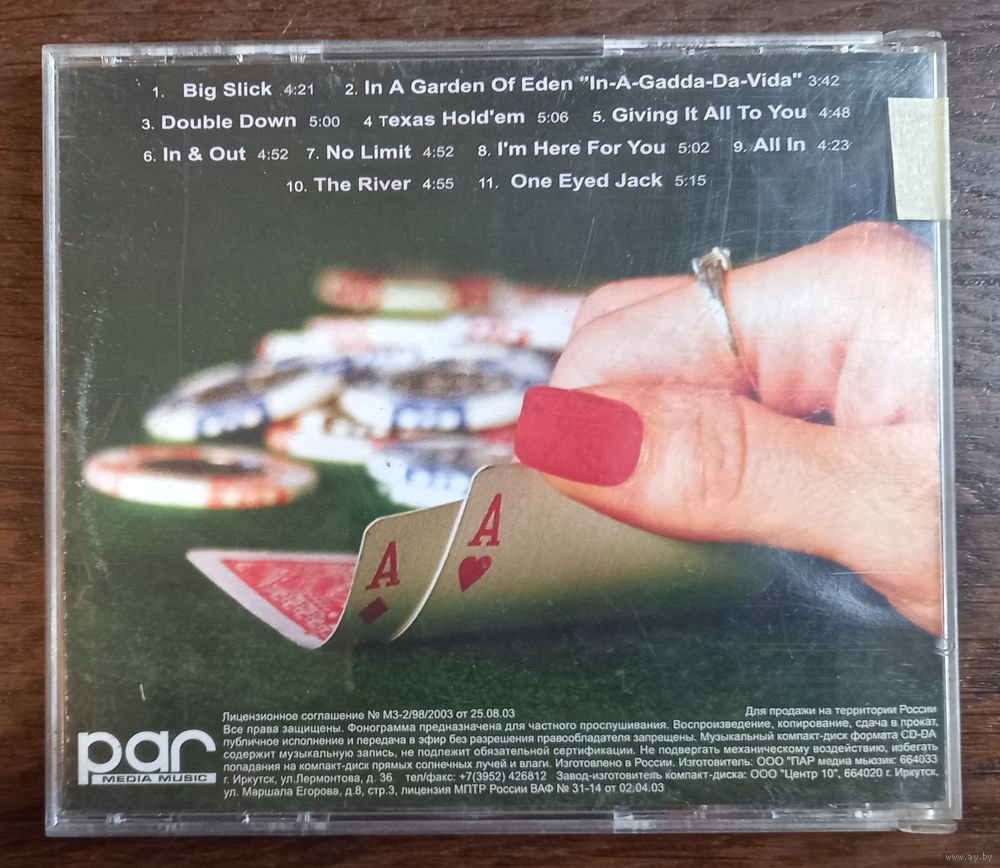 1. Big Slick 4:21 2. In A Garden Of Eden "In-A-Gadda-Da-Vida" 3:42
3. Double Down 5:00 4 Texas Hold'em 5:06 5. Giving It All To You 4:48
6. In & Out 4:52 7. No Limit 4:52 8. I'm Here For You 5:02 9. All In 4:23
10. The River 4:55 11. One Eyed Jack 5:15
A
A
par
MEDIA MUSIC
Лицензионное соглашение № МЗ-2/98/2003 от 25.08.03 Для продажи на территории России
Все права защищены. Фонограмма предназначена для частного прослушивания. Воспроизведение, копирование, сдача в прокат,
публичное исполнение и передача в эфир без разрешения правообладателя запрещены. Музыкальный компакт-диск формата CD-DA
содержит музыкальную запись, не подлежит обязательной сертификации. Не подвергать механическому воздействию, избегать
попадания на компакт-диск прямых солнечных лучей и влаги. Изготовлено в России. Изготовитель: ООО "ПАР медиа мьюзик: 664033
г. Иркутск, ул.Лермонтова, д. 36 тел/факс: +7(3952) 426812 Завод-изготовитель компакт-диска: ООО "Центр 10", 664020 г. Иркутск,
ул. Маршала Егорова, д.8, стр.3, лицензия МПТР России ВАФ № 31-14 от 02.04.03
www.ay.by